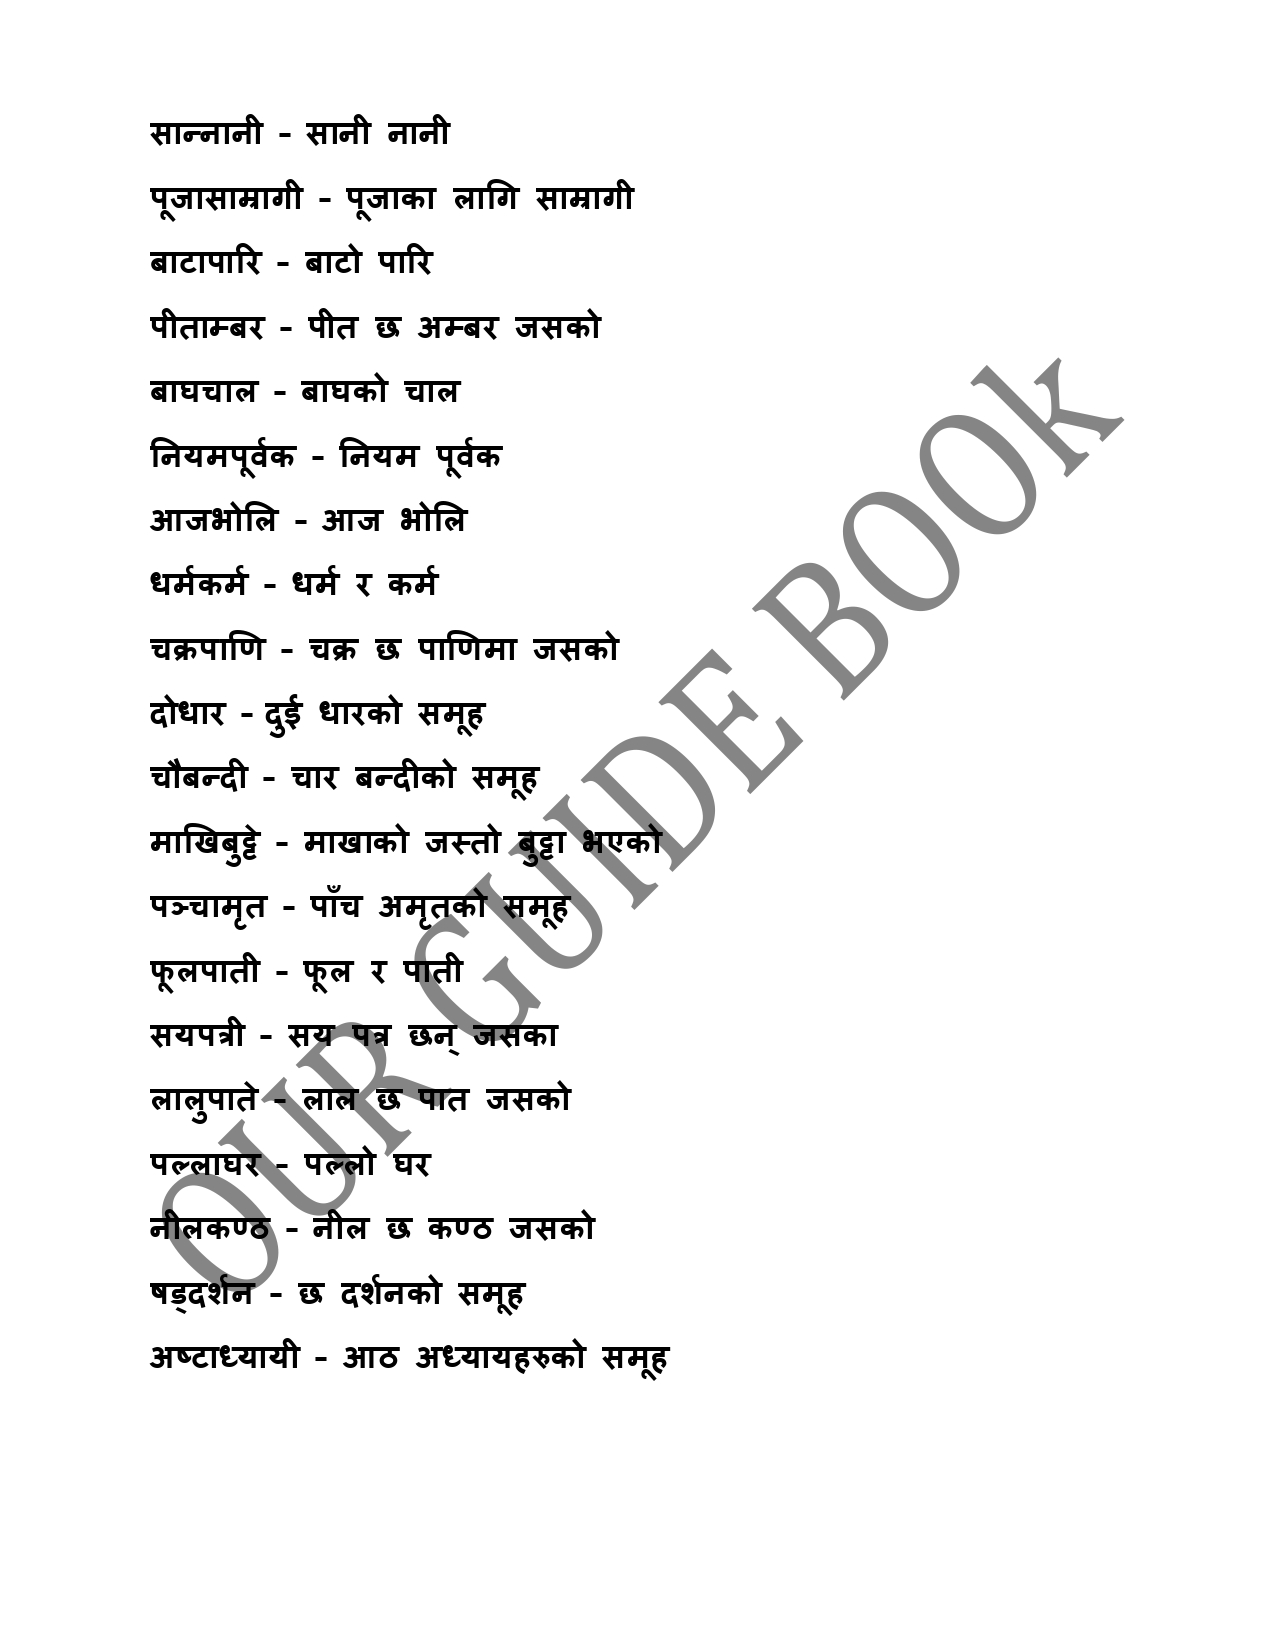 सान्नानी – सानी नानी
पूजासाम्रागी – पूजाका लागि साम्रागी
बाटापारि – बाटो पारि
पीताम्बर – पीत छ अम्बर जसको
बाघचाल – बाघको चाल
नियमपूर्वक – नियम पूर्वक
आजभोलि – आज भोलि
धर्मकर्म – धर्म र कर्म
चक्रपाणि – चक्र छ पाणिमा जसको
दोधार – दुई धारको समूह
चौबन्दी – चार बन्दीको समूह
माखिबुट्टे – माखाको जस्तो बुट्टा भएको
पञ्चामृत – पाँच अमृतको समूह
फूलपाती – फूल र पाती
सयपत्री – सय पत्र छन् जसका
लालुपाते – लाल छ पात जसको
पल्लाघर – पल्लो घर
नीलकण्ठ – नील छ कण्ठ जसको
षड्दर्शन – छ दर्शनको समूह
अष्टाध्यायी – आठ अध्यायहरुको समूह
OUR GUIDE BOOk